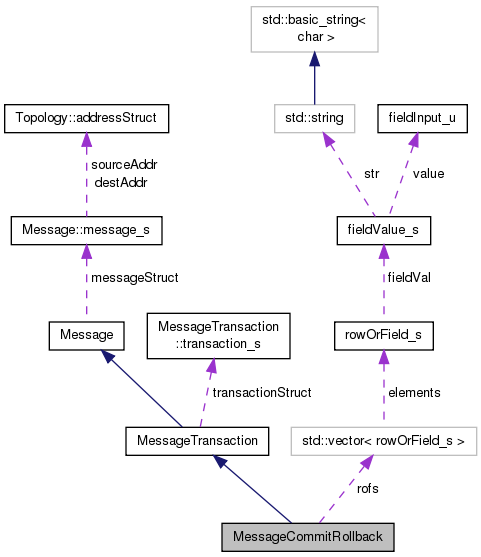 std::basic_string<
char >
Topology::addressStruct
std::string
fieldInput_u
sourceAddr
destAddr
str
value
Message::message_s
fieldValue_s
messageStruct
fieldVal
Message
MessageTransaction
::transaction_s
rowOrField_s
transactionStruct
elements
MessageTransaction
std::vector< rowOrField_s >
rofs
MessageCommitRollback